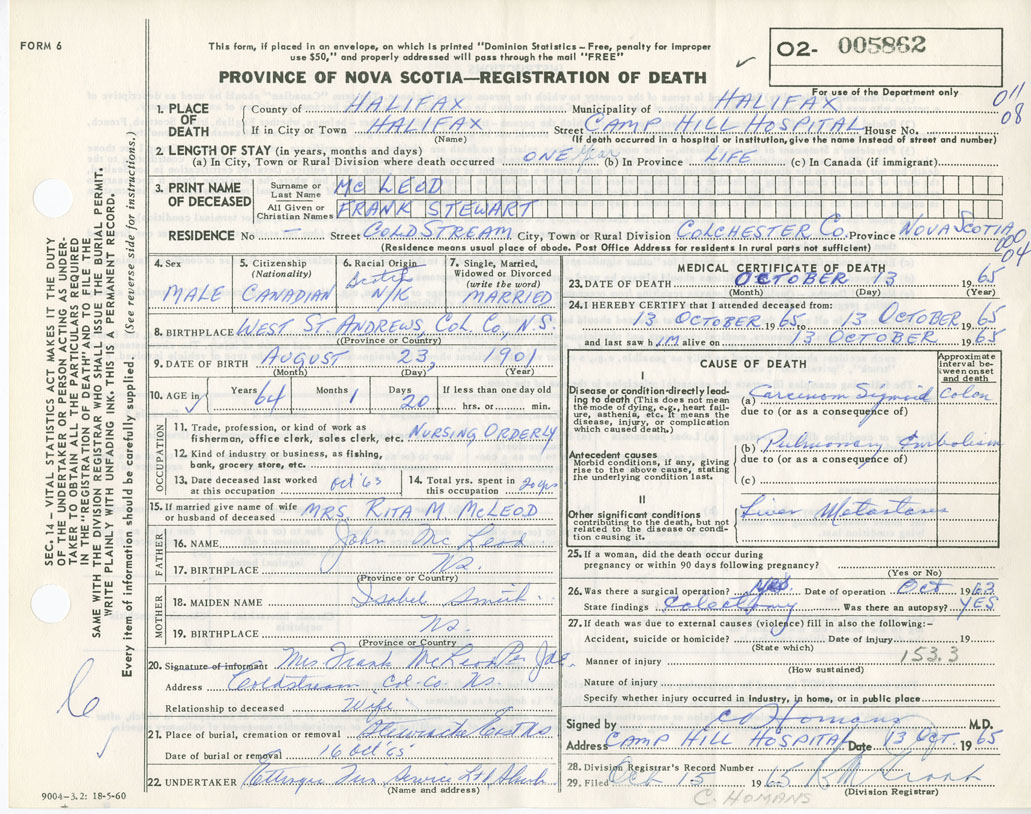 FORM 6
This form, if placed in an envelope, on which is printed "Dominion Statistics – Free, penalty for improper
use $50," and properly addressed will pass through the mail "FREE"
PROVINCE OF NOVA SCOTIA—REGISTRATION OF DEATH
O2- 005862
For use of the Department only
011
08
1. PLACE OF DEATH
County of HALIFAX Municipality of HALIFAX
If in City or Town HALIFAX Street CAMP HILL HOSPITAL House No.
(Name) (If death occurred in a hospital or institution, give the name instead of street and number)
2. LENGTH OF STAY (in years, months and days)
(a) In City, Town or Rural Division where death occurred ONE Year (b) In Province LIFE (c) In Canada (if immigrant)
3. PRINT NAME OF DECEASED
Surname or Last Name MC LEOD
All Given or Christian Names FRANK STEWART
RESIDENCE No — Street COLDSTREAM City, Town or Rural Division COLCHESTER Co. Province NOVA SCOTIA
(Residence means usual place of abode. Post Office Address for residents in rural parts not sufficient)
000
04
4. Sex MALE
5. Citizenship (Nationality) CANADIAN
6. Racial Origin Scotch N/K
7. Single, Married, Widowed or Divorced (write the word) MARRIED
8. BIRTHPLACE WEST ST. ANDREWS, COL. CO., N.S.
(Province or Country)
9. DATE OF BIRTH AUGUST 23, 1901
(Month) (Day) (Year)
10. AGE in Years 64 Months 1 Days 20 If less than one day old hrs. or min.
OCCUPATION
11. Trade, profession, or kind of work as
fisherman, office clerk, sales clerk, etc. NURSING ORDERLY
12. Kind of industry or business, as fishing,
bank, grocery store, etc.
13. Date deceased last worked at this occupation Oct '63
14. Total yrs. spent in this occupation 20 yrs
15. If married give name of wife or husband of deceased MRS RITA M McLEOD
FATHER
16. NAME John Mc Leod
17. BIRTHPLACE N.S.
(Province or Country)
MOTHER
18. MAIDEN NAME Isabel Smith
19. BIRTHPLACE N.S.
(Province or Country)
20. Signature of informant Mrs Frank McLeod Per
Address Coldstream Col. Co. N.S.
Relationship to deceased Wife
21. Place of burial, cremation or removal Stewiacke East N.S.
Date of burial or removal 16 Oct '65
22. UNDERTAKER Fun Service Ltd
(Name and address)
MEDICAL CERTIFICATE OF DEATH
23. DATE OF DEATH OCTOBER 13 1965
(Month) (Day) (Year)
24. I HEREBY CERTIFY that I attended deceased from:
13 OCTOBER 1965 to 13 OCTOBER 1965
and last saw h IM alive on 13 OCTOBER 1965
CAUSE OF DEATH
Approximate interval between onset and death
I
Disease or condition directly leading to death (This does not mean the mode of dying, e.g., heart failure, asthenia, etc. It means the disease, injury, or complication which caused death.)
(a) Carcinoma Sigmoid Colon
due to (or as a consequence of)
(b) Pulmonary Embolism
due to (or as a consequence of)
(c)
Antecedent causes
Morbid conditions, if any, giving rise to the above cause, stating the underlying condition last.
II
Other significant conditions contributing to the death, but not related to the disease or condition causing it.
Liver Metastases
25. If a woman, did the death occur during
pregnancy or within 90 days following pregnancy?
(Yes or No)
26. Was there a surgical operation? yes Date of operation Oct 1963
State findings Colectomy Was there an autopsy? YES
27. If death was due to external causes (violence) fill in also the following:–
Accident, suicide or homicide? Date of injury 19
(State which)
153.3
Manner of injury
(How sustained)
Nature of injury
Specify whether injury occurred in industry, in home, or in public place
Signed by C Homans M.D.
Address CAMP HILL HOSPITAL Date 13 OCT 1965
28. Division Registrar's Record Number
29. Filed Oct 15 1965
(Division Registrar)
C. HOMANS
SEC. 14 – VITAL STATISTICS ACT MAKES IT THE DUTY
OF THE UNDERTAKER OR PERSON ACTING AS UNDER-
TAKER TO OBTAIN ALL THE PARTICULARS REQUIRED
IN THE "REGISTRATION OF DEATH" AND TO FILE THE
SAME WITH THE DIVISION REGISTRAR WHO SHALL ISSUE THE BURIAL PERMIT.
WRITE PLAINLY WITH UNFADING INK. THIS IS A PERMANENT RECORD.
Every item of information should be carefully supplied. (See reverse side for instructions.)
6
9004–3.2: 18-5-60